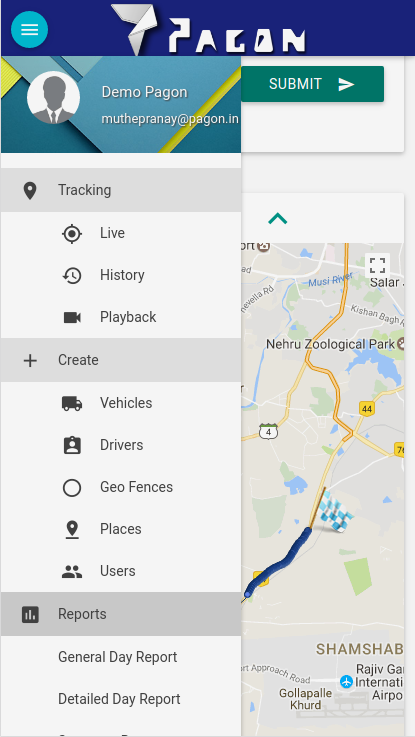 PAGON
Demo Pagon
muthepranay@pagon.in
SUBMIT
Tracking
Live
History
Playback
Create
Vehicles
Drivers
Geo Fences
Places
Users
Reports
General Day Report
Detailed Day Report
Musi River
Salar
Kishan Bagh
Nehru Zoological Park
44
4
SHAMSHAB
Rajiv Gan
Internati
Airpo
ort Approach Road
Gollapalle
Khurd